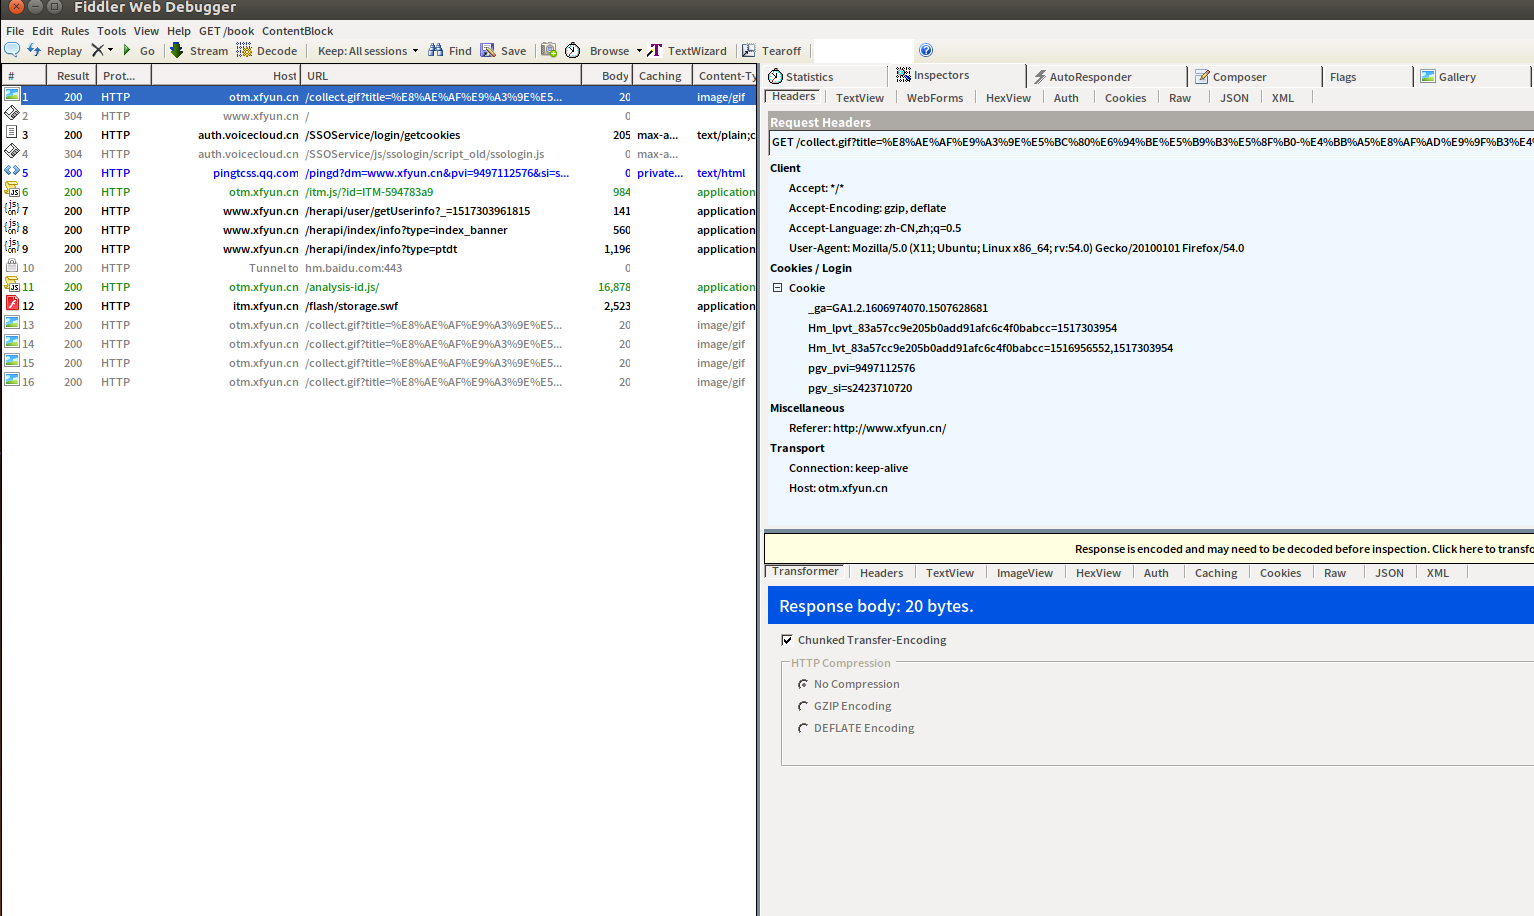 Fiddler Web Debugger
File Edit Rules Tools View Help GET /book ContentBlock
Replay Go Stream Decode Keep: All sessions Find Save Browse TextWizard Tearoff
# Result Prot... Host URL Body Caching Content-Ty
1 200 HTTP otm.xfyun.cn /collect.gif?title=%E8%AE%AF%E9%A3%9E%E5... 20 image/gif
2 304 HTTP www.xfyun.cn / 0
3 200 HTTP auth.voicecloud.cn /SSOService/login/getcookies 205 max-a... text/plain;c
4 304 HTTP auth.voicecloud.cn /SSOService/js/ssologin/script_old/ssologin.js 0 max-a...
5 200 HTTP pingtcss.qq.com /pingd?dm=www.xfyun.cn&pvi=9497112576&si=s... 0 private... text/html
6 200 HTTP otm.xfyun.cn /itm.js/?id=ITM-594783a9 984 application
7 200 HTTP www.xfyun.cn /herapi/user/getUserinfo?_=1517303961815 141 application
8 200 HTTP www.xfyun.cn /herapi/index/info?type=index_banner 560 application
9 200 HTTP www.xfyun.cn /herapi/index/info?type=ptdt 1,196 application
10 200 HTTP Tunnel to hm.baidu.com:443 0
11 200 HTTP otm.xfyun.cn /analysis-id.js/ 16,878 application
12 200 HTTP itm.xfyun.cn /flash/storage.swf 2,523 application
13 200 HTTP otm.xfyun.cn /collect.gif?title=%E8%AE%AF%E9%A3%9E%E5... 20 image/gif
14 200 HTTP otm.xfyun.cn /collect.gif?title=%E8%AE%AF%E9%A3%9E%E5... 20 image/gif
15 200 HTTP otm.xfyun.cn /collect.gif?title=%E8%AE%AF%E9%A3%9E%E5... 20 image/gif
16 200 HTTP otm.xfyun.cn /collect.gif?title=%E8%AE%AF%E9%A3%9E%E5... 20 image/gif
Statistics Inspectors AutoResponder Composer Flags Gallery
Headers TextView WebForms HexView Auth Cookies Raw JSON XML
Request Headers
GET /collect.gif?title=%E8%AE%AF%E9%A3%9E%E5%BC%80%E6%94%BE%E5%B9%B3%E5%8F%B0-%E4%BB%A5%E8%AF%AD%E9%9F%B3%E4%
Client
Accept: */*
Accept-Encoding: gzip, deflate
Accept-Language: zh-CN,zh;q=0.5
User-Agent: Mozilla/5.0 (X11; Ubuntu; Linux x86_64; rv:54.0) Gecko/20100101 Firefox/54.0
Cookies / Login
Cookie
_ga=GA1.2.1606974070.1507628681
Hm_lpvt_83a57cc9e205b0add91afc6c4f0babcc=1517303954
Hm_lvt_83a57cc9e205b0add91afc6c4f0babcc=1516956552,1517303954
pgv_pvi=9497112576
pgv_si=s2423710720
Miscellaneous
Referer: http://www.xfyun.cn/
Transport
Connection: keep-alive
Host: otm.xfyun.cn
Response is encoded and may need to be decoded before inspection. Click here to transfo
Transformer Headers TextView ImageView HexView Auth Caching Cookies Raw JSON XML
Response body: 20 bytes.
Chunked Transfer-Encoding
HTTP Compression
No Compression
GZIP Encoding
DEFLATE Encoding